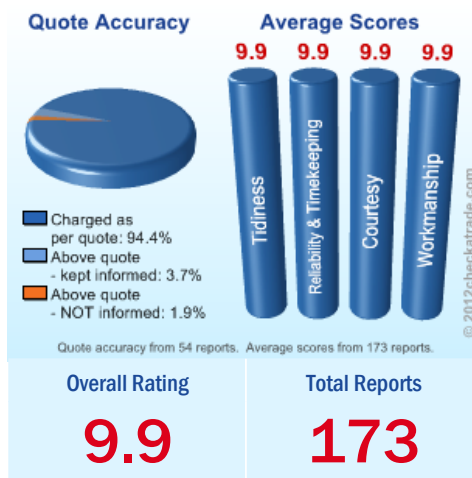 Quote Accuracy
Charged as
per quote: 94.4%
Above quote
- kept informed: 3.7%
Above quote
- NOT informed: 1.9%
Average Scores
9.9 9.9 9.9 9.9
Tidiness
Reliability & Timekeeping
Courtesy
Workmanship
© 2012checkatrade.com
Quote accuracy from 54 reports. Average scores from 173 reports.
Overall Rating
9.9
Total Reports
173